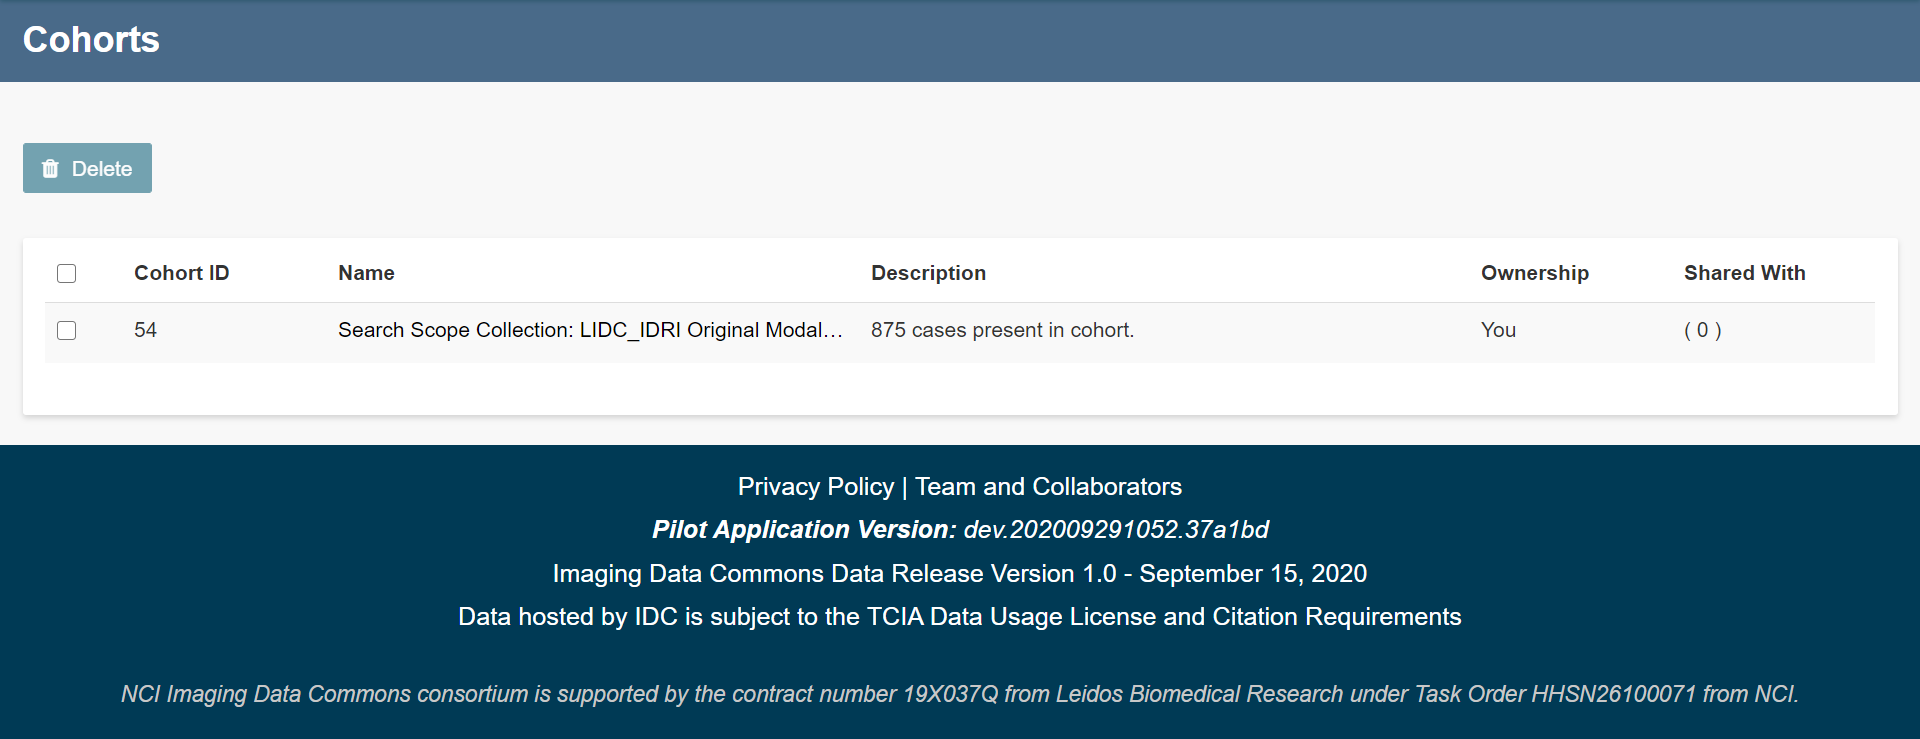 Cohorts
Delete
Cohort ID Name Description Ownership Shared With
54 Search Scope Collection: LIDC_IDRI Original Modal... 875 cases present in cohort. You ( 0 )
Privacy Policy | Team and Collaborators
Pilot Application Version: dev.202009291052.37a1bd
Imaging Data Commons Data Release Version 1.0 - September 15, 2020
Data hosted by IDC is subject to the TCIA Data Usage License and Citation Requirements
NCI Imaging Data Commons consortium is supported by the contract number 19X037Q from Leidos Biomedical Research under Task Order HHSN26100071 from NCI.